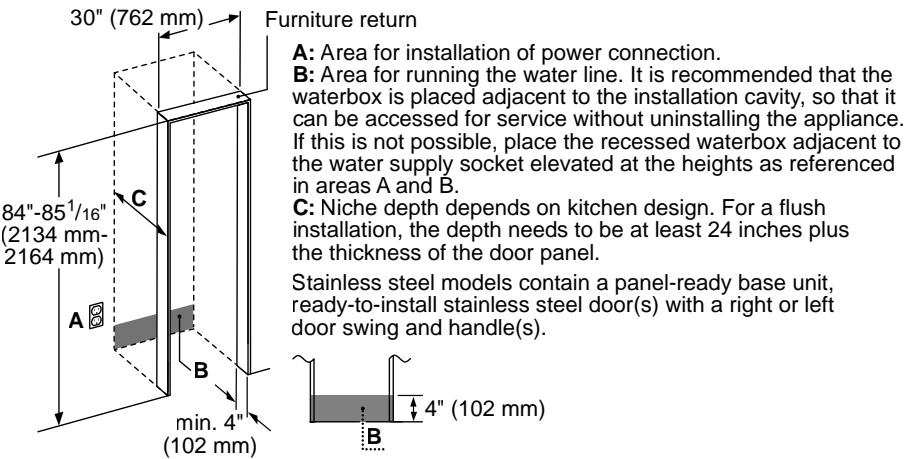 30" (762 mm)
Furniture return
A: Area for installation of power connection.
B: Area for running the water line. It is recommended that the
waterbox is placed adjacent to the installation cavity, so that it
can be accessed for service without uninstalling the appliance.
If this is not possible, place the recessed waterbox adjacent to
the water supply socket elevated at the heights as referenced
in areas A and B.
C: Niche depth depends on kitchen design. For a flush
installation, the depth needs to be at least 24 inches plus
the thickness of the door panel.
Stainless steel models contain a panel-ready base unit,
ready-to-install stainless steel door(s) with a right or left
door swing and handle(s).
C
84"-85 1/16"
(2134 mm-
2164 mm)
A
B
min. 4"
(102 mm)
4" (102 mm)
B